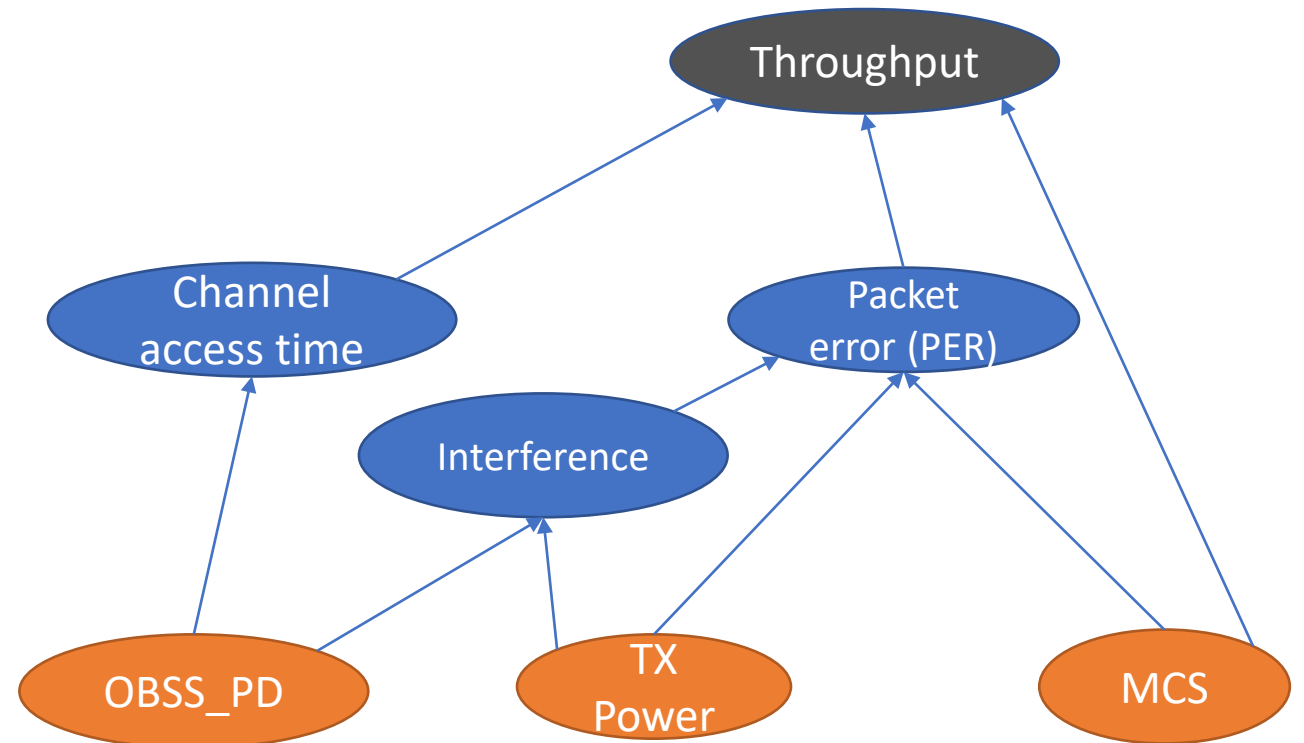 Throughput
Channel
access time
Packet
error (PER)
Interference
OBSS_PD
TX
Power
MCS